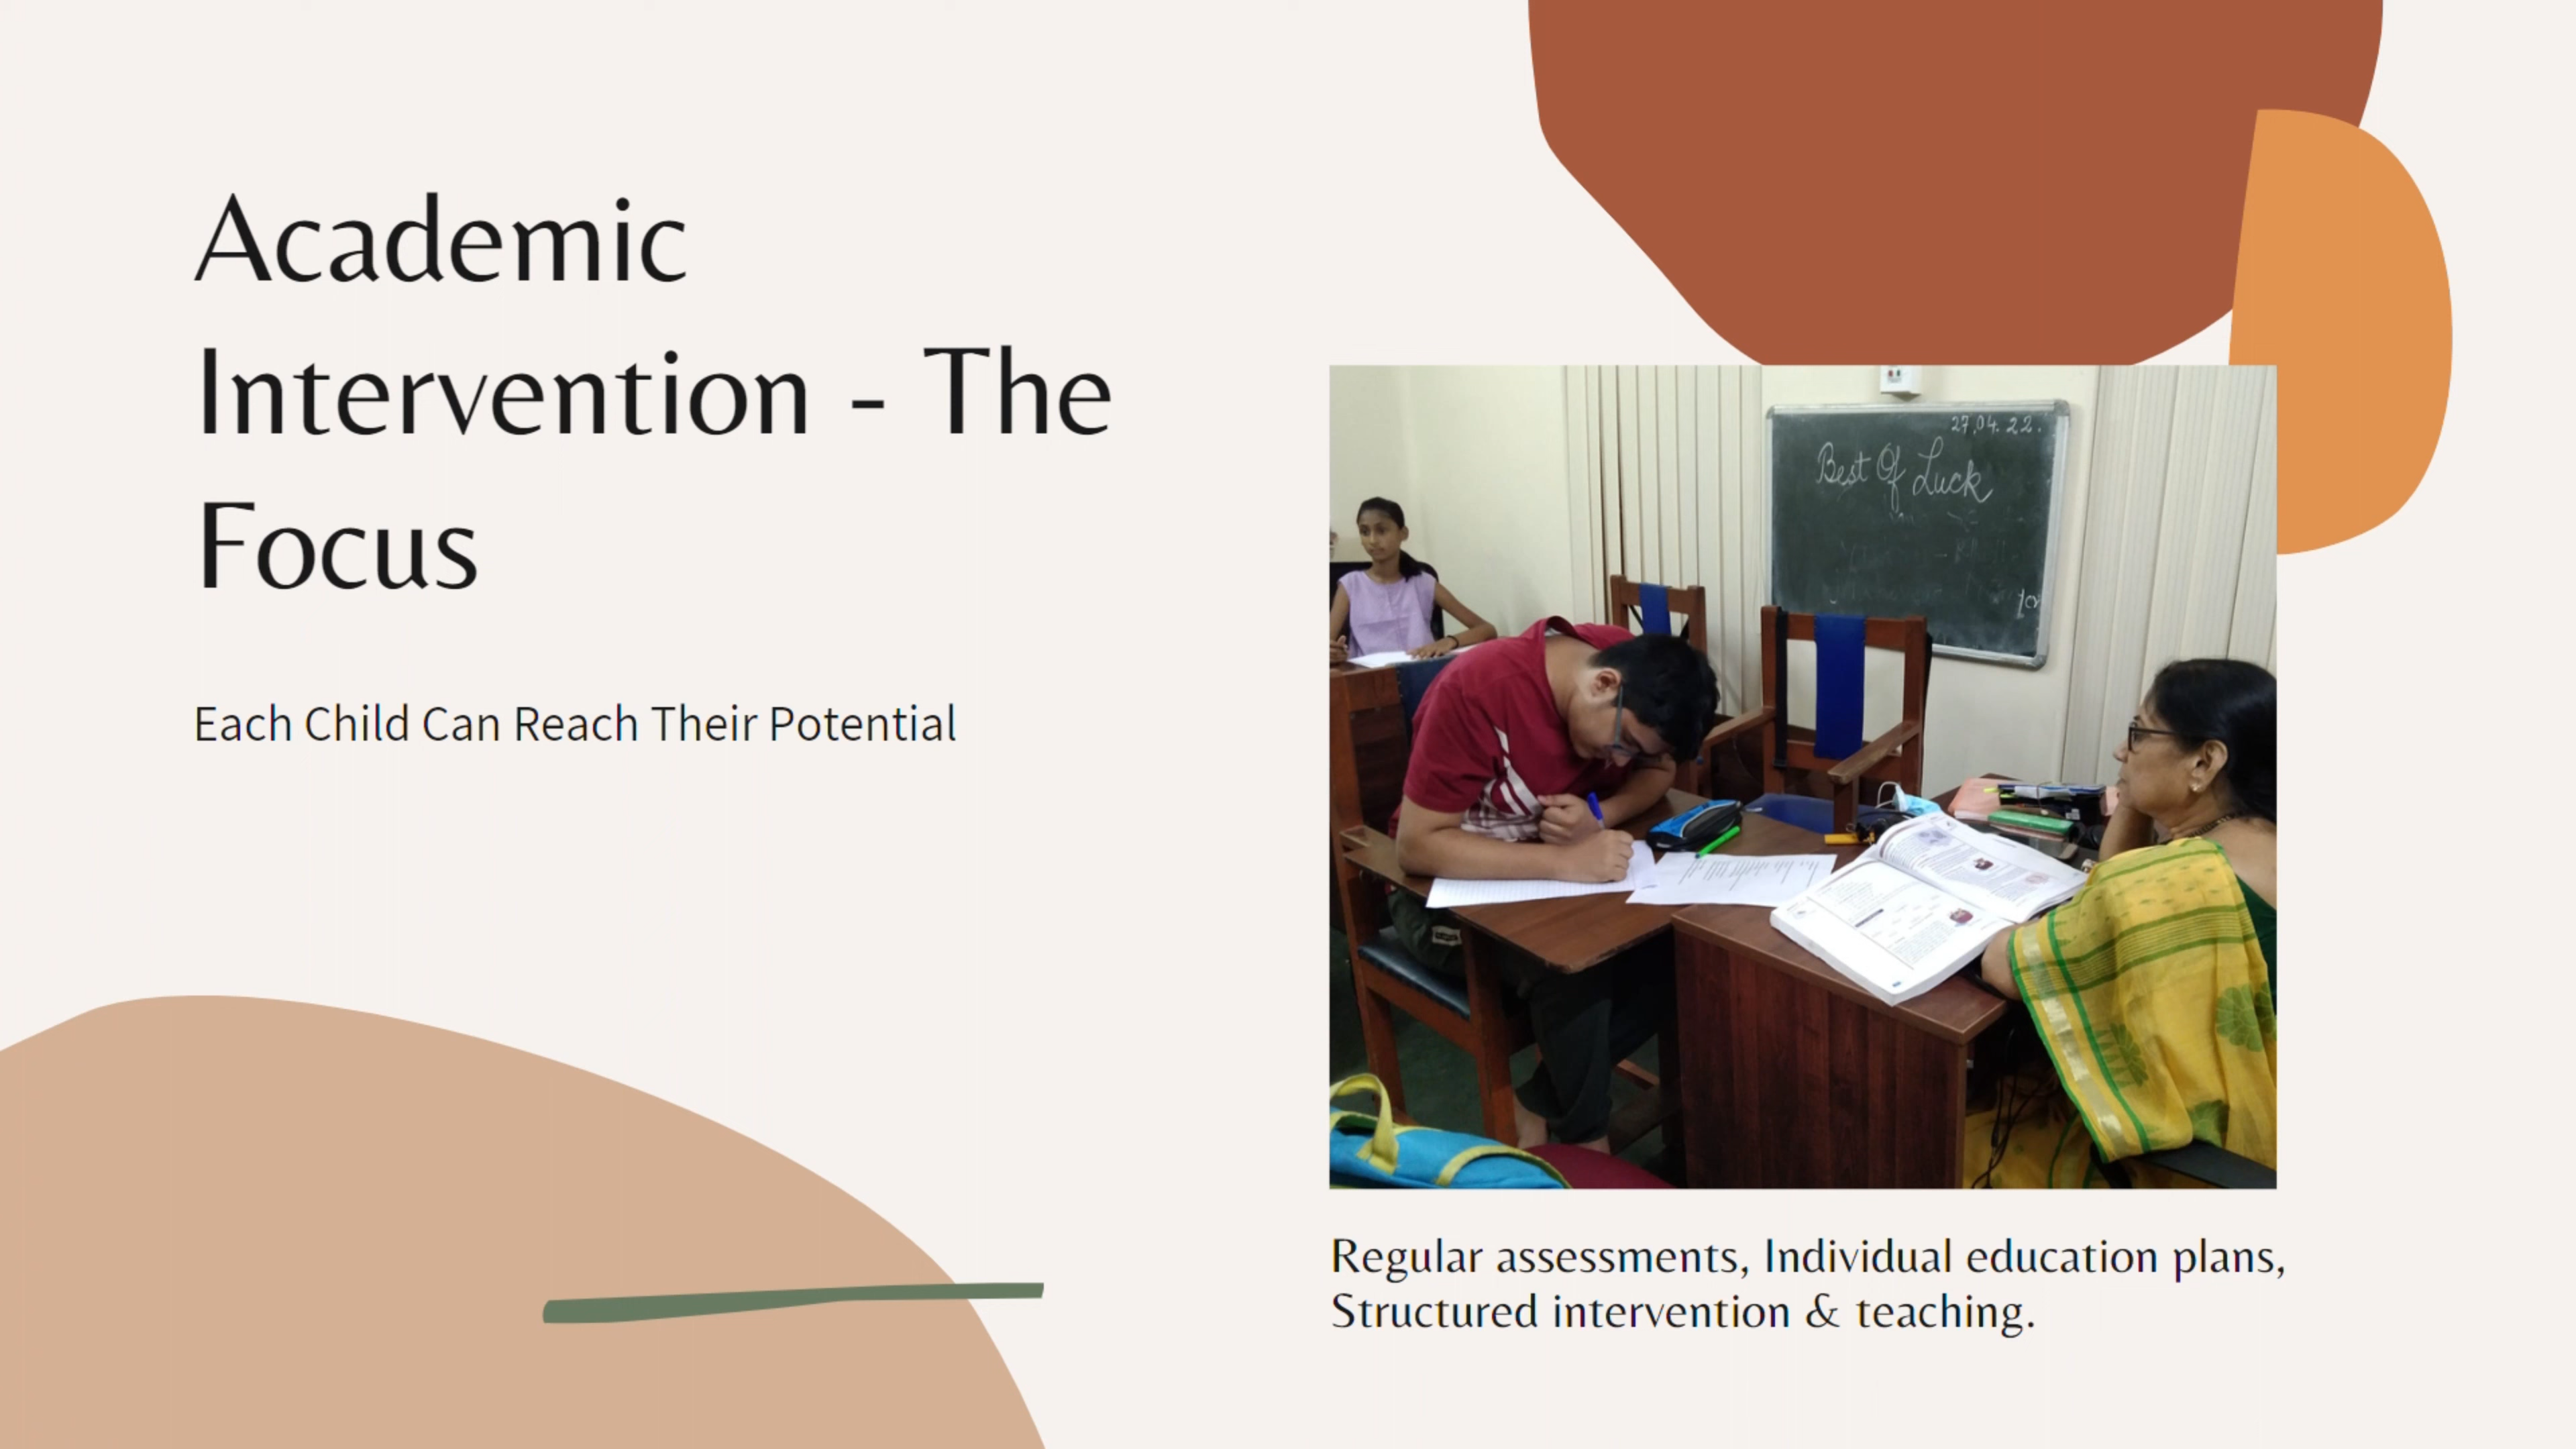 Academic
Intervention - The
Focus
Each Child Can Reach Their Potential
27.04.22.
Best Of Luck
Regular assessments, Individual education plans,
Structured intervention & teaching.